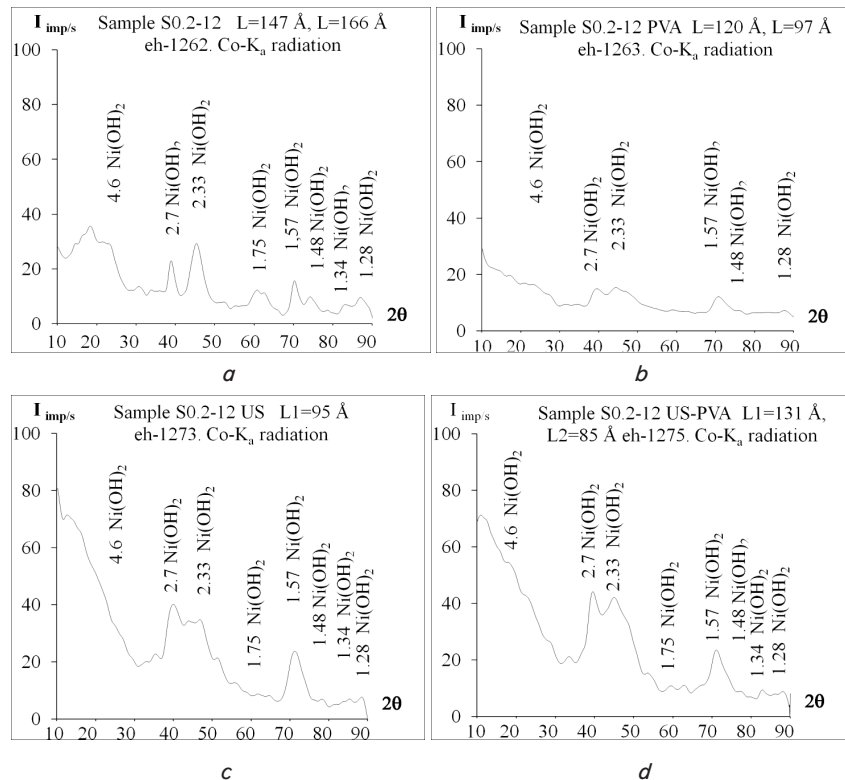 I imp/s Sample S0.2-12 L=147 Å, L=166 Å
eh-1262. Co-Ka radiation
100
80
60
40
20
0
4.6 Ni(OH)2
2.7 Ni(OH)2
2.33 Ni(OH)2
1.75 Ni(OH)2
1,57 Ni(OH)2
1.48 Ni(OH)2
1.34 Ni(OH)2
1.28 Ni(OH)2
2θ
10 20 30 40 50 60 70 80 90
a
I imp/s Sample S0.2-12 PVA L=120 Å, L=97 Å
eh-1263. Co-Ka radiation
100
80
60
40
20
0
4.6 Ni(OH)2
2.7 Ni(OH)2
2.33 Ni(OH)2
1.57 Ni(OH)2
1.48 Ni(OH)2
1.28 Ni(OH)2
2θ
10 20 30 40 50 60 70 80 90
b
I imp/s Sample S0.2-12 US L1=95 Å
eh-1273. Co-Ka radiation
100
80
60
40
20
0
4.6 Ni(OH)2
2.7 Ni(OH)2
2.33 Ni(OH)2
1.75 Ni(OH)2
1.57 Ni(OH)2
1.48 Ni(OH)2
1.34 Ni(OH)2
1.28 Ni(OH)2
2θ
10 20 30 40 50 60 70 80 90
c
I imp/s Sample S0.2-12 US-PVA L1=131 Å,
L2=85 Å eh-1275. Co-Ka radiation
100
80
60
40
20
0
4.6 Ni(OH)2
2.7 Ni(OH)2
2.33 Ni(OH)2
1.75 Ni(OH)2
1.57 Ni(OH)2
1.48 Ni(OH)2
1.34 Ni(OH)2
1.28 Ni(OH)2
2θ
10 20 30 40 50 60 70 80 90
d